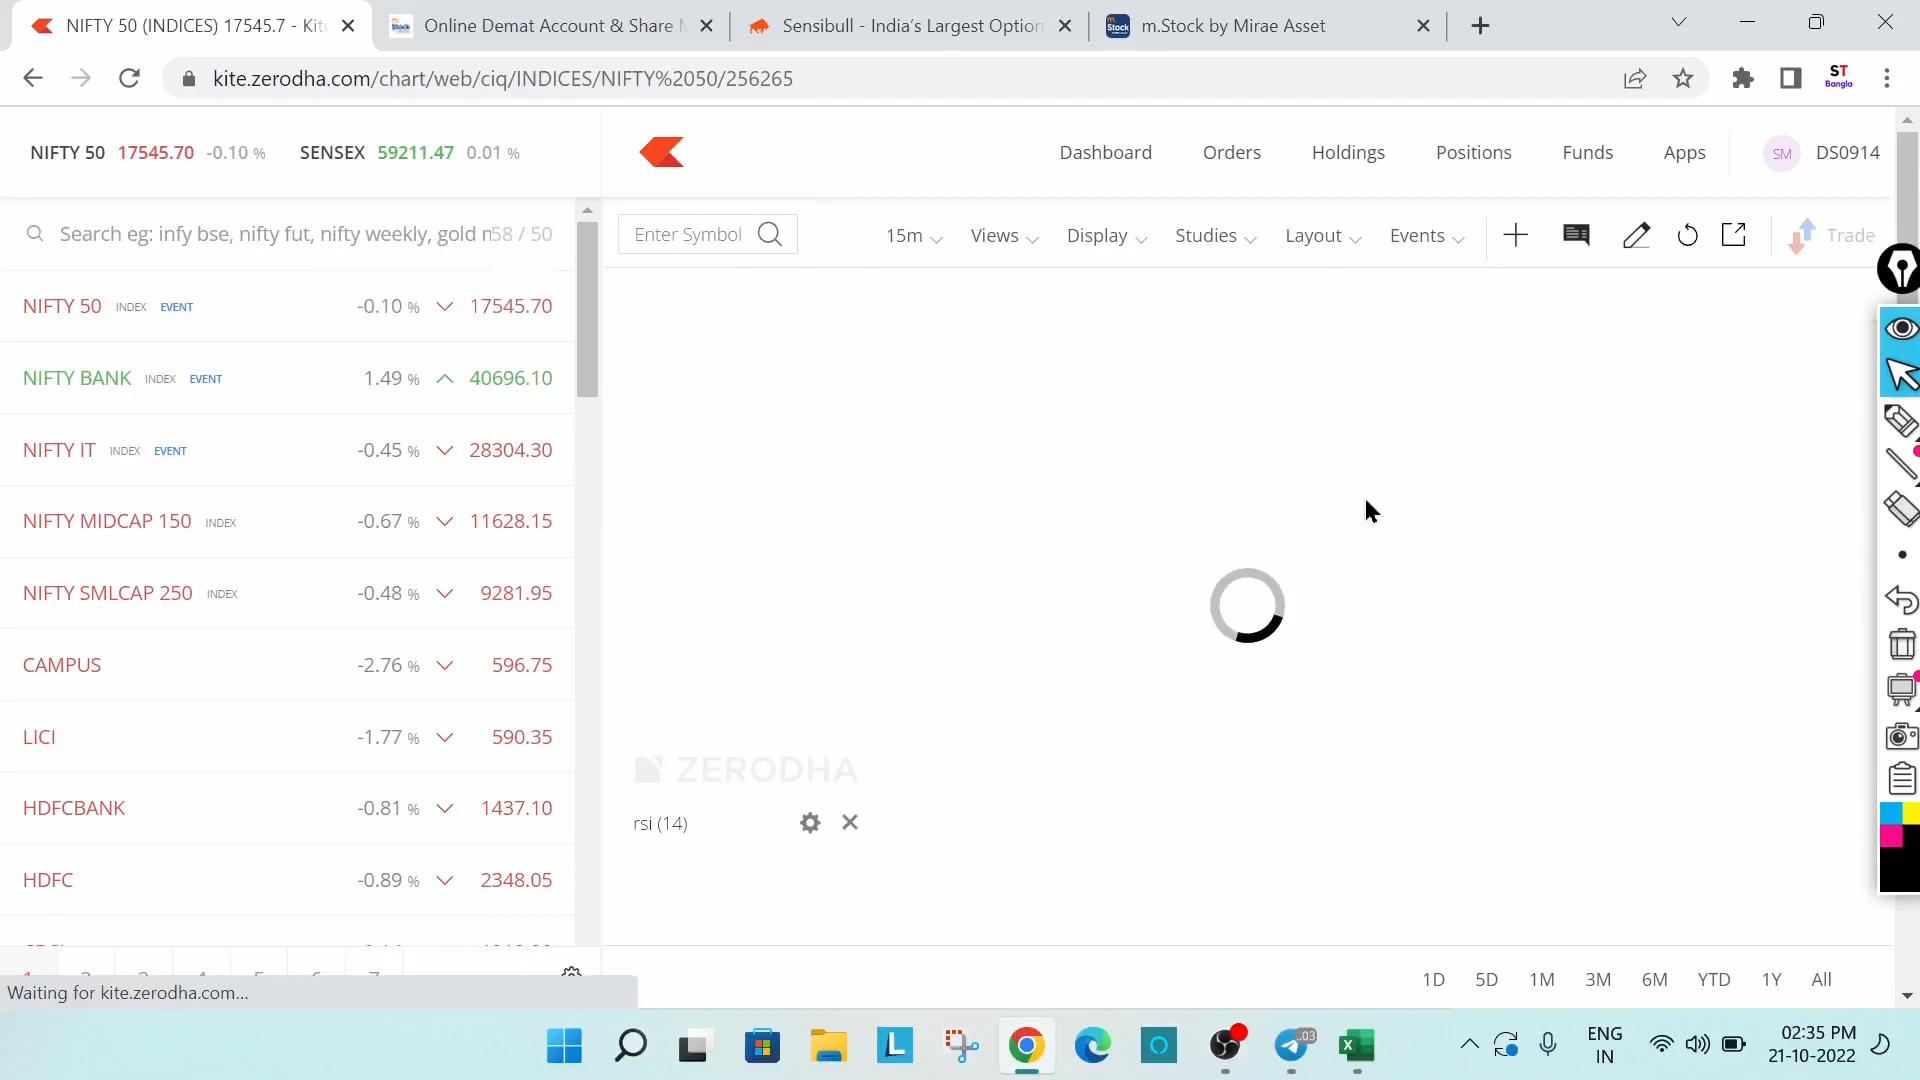 NIFTY 50 (INDICES) 17545.7 - Kit
Online Demat Account & Share M
Sensibull - India's Largest Option
m.Stock by Mirae Asset
kite.zerodha.com/chart/web/ciq/INDICES/NIFTY%2050/256265
ST
Bangla
NIFTY 50 17545.70 -0.10 % SENSEX 59211.47 0.01 %
Dashboard Orders Holdings Positions Funds Apps SM DS0914
Search eg: infy bse, nifty fut, nifty weekly, gold m 58 / 50
Enter Symbol 15m Views Display Studies Layout Events Trade
NIFTY 50 INDEX EVENT -0.10 % 17545.70
NIFTY BANK INDEX EVENT 1.49 % 40696.10
NIFTY IT INDEX EVENT -0.45 % 28304.30
NIFTY MIDCAP 150 INDEX -0.67 % 11628.15
NIFTY SMLCAP 250 INDEX -0.48 % 9281.95
CAMPUS -2.76 % 596.75
LICI -1.77 % 590.35
HDFCBANK -0.81 % 1437.10
HDFC -0.89 % 2348.05
ZERODHA
rsi (14)
1 2 3 4 5 6 7
1D 5D 1M 3M 6M YTD 1Y All
Waiting for kite.zerodha.com...
ENG
IN
02:35 PM
21-10-2022